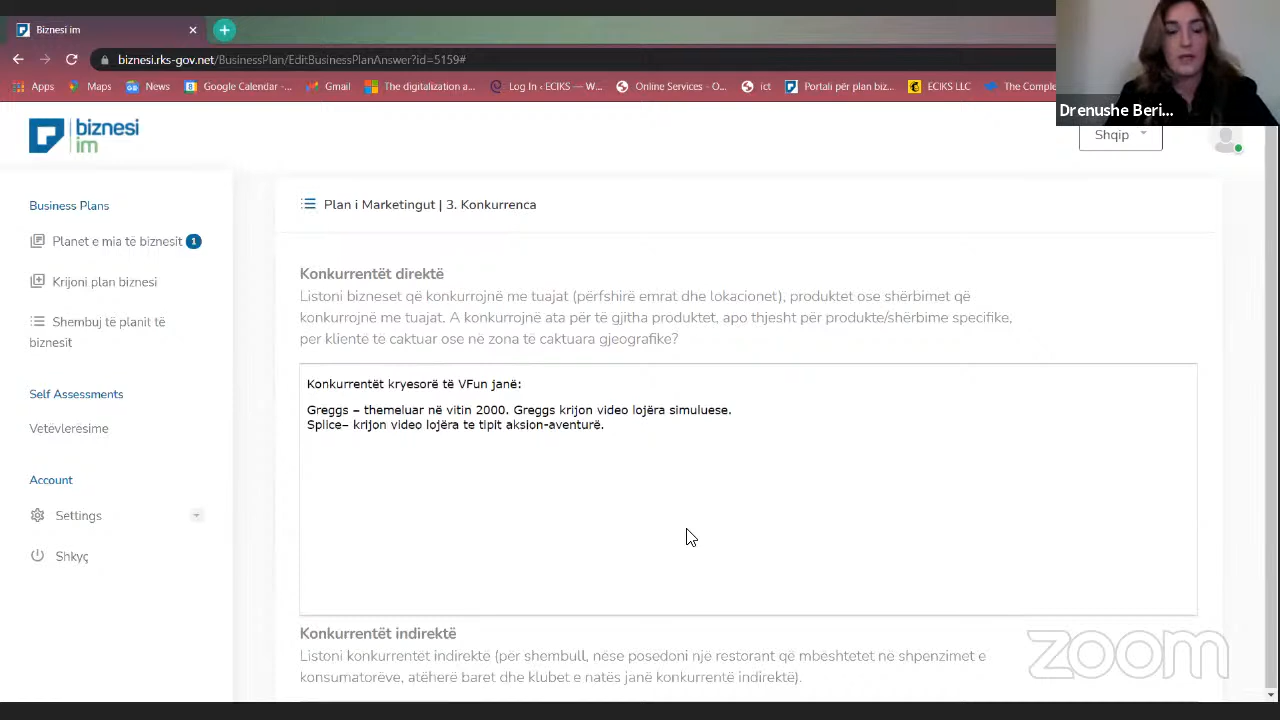 Biznesi im
biznesi.rks-gov.net/BusinessPlan/EditBusinessPlanAnswer?id=5159#
Apps
Maps
News
Google Calendar -...
Gmail
The digitalization a...
Log In ‹ ECIKS — W...
Online Services - O...
ict
Portali për plan biz...
ECIKS LLC
The Comple
Drenushe Beri...
biznesi
im
Shqip
Business Plans
Planet e mia të biznesit 1
Krijoni plan biznesi
Shembuj të planit të
biznesit
Self Assessments
Vetëvlerësime
Account
Settings
Shkyç
Plan i Marketingut | 3. Konkurrenca
Konkurrentët direktë
Listoni bizneset që konkurrojnë me tuajat (përfshirë emrat dhe lokacionet), produktet ose shërbimet që
konkurrojnë me tuajat. A konkurrojnë ata për të gjitha produktet, apo thjesht për produkte/shërbime specifike,
për klientë të caktuar ose në zona të caktuara gjeografike?
Konkurrentët kryesorë të VFun janë:
Greggs – themeluar në vitin 2000. Greggs krijon video lojëra simuluese.
Splice– krijon video lojëra te tipit aksion-aventurë.
Konkurrentët indirektë
Listoni konkurrentët indirektë (për shembull, nëse posedoni një restorant që mbështetet në shpenzimet e
konsumatorëve, atëherë baret dhe klubet e natës janë konkurrentë indirektë).
zoom